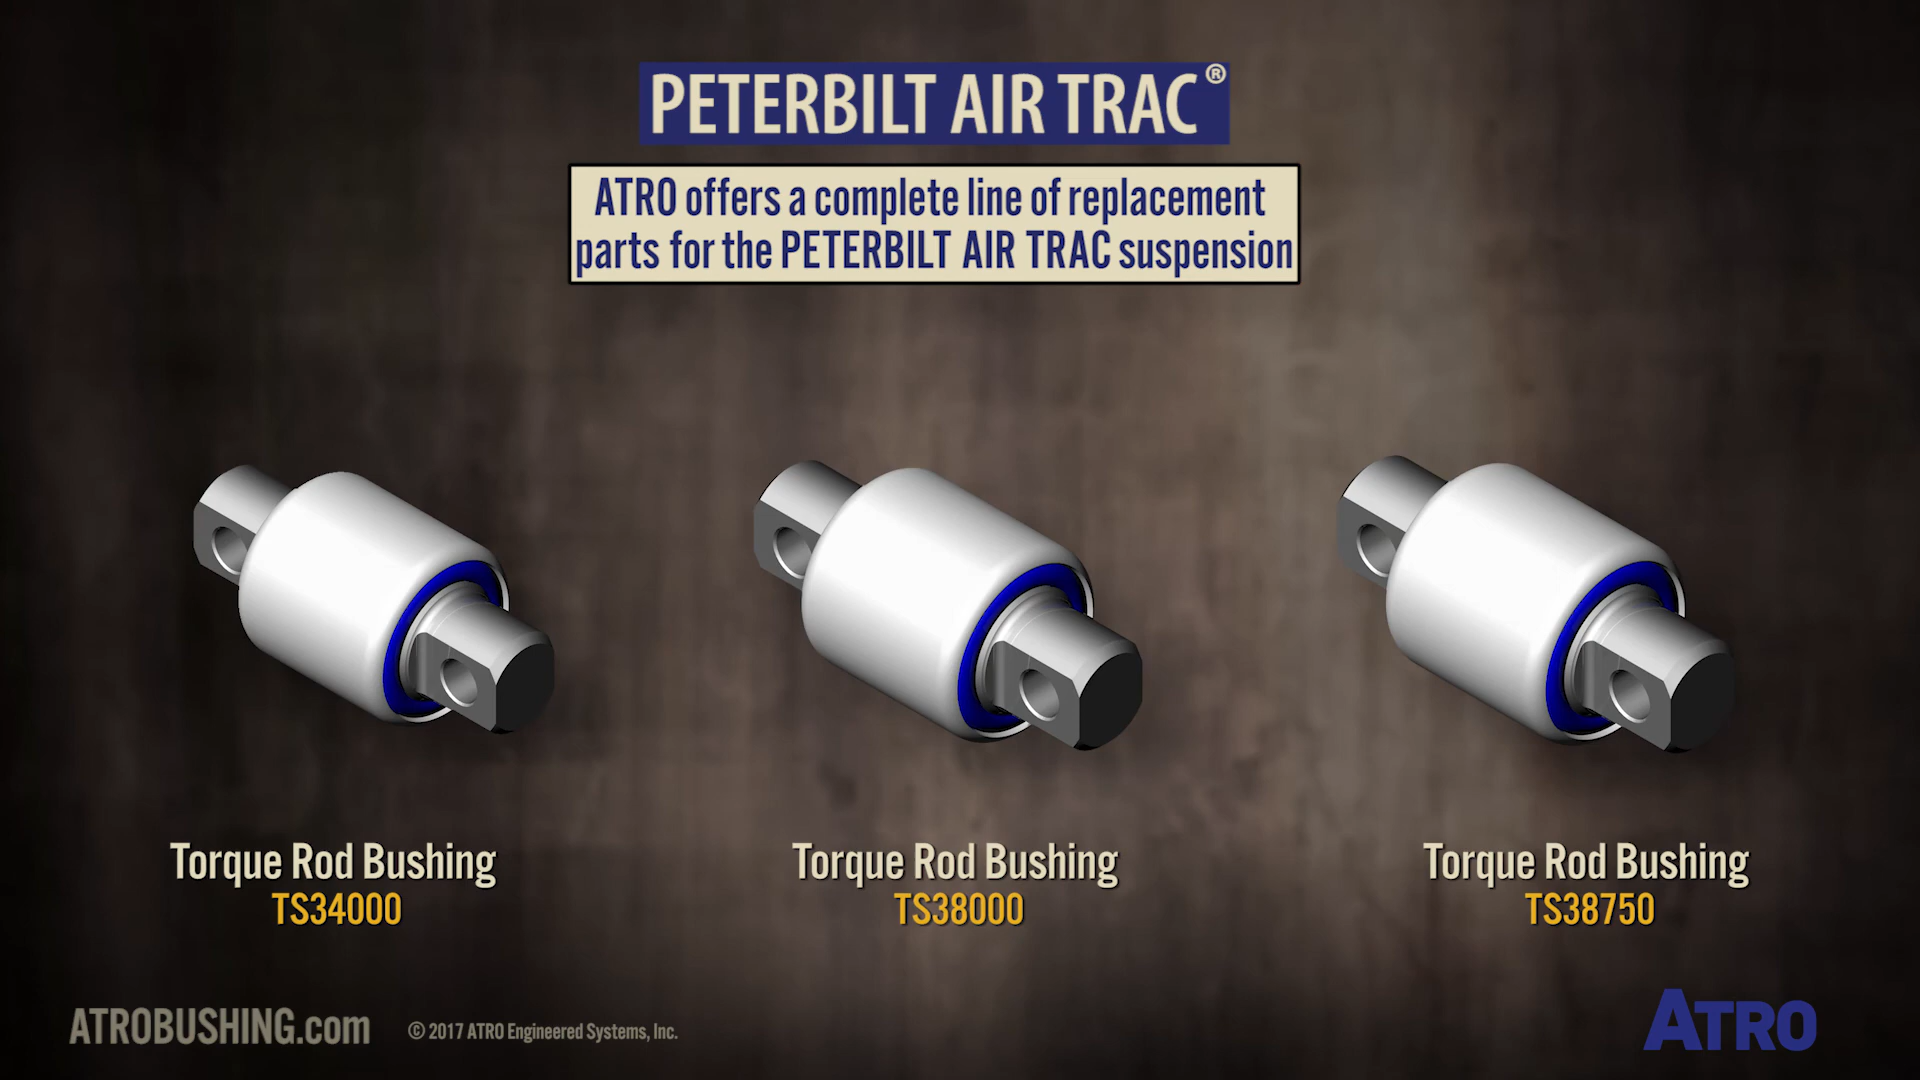 PETERBILT AIR TRAC®
ATRO offers a complete line of replacement
parts for the PETERBILT AIR TRAC suspension
Torque Rod Bushing
TS34000
Torque Rod Bushing
TS38000
Torque Rod Bushing
TS38750
ATROBUSHING.com
© 2017 ATRO Engineered Systems, Inc.
ATRO